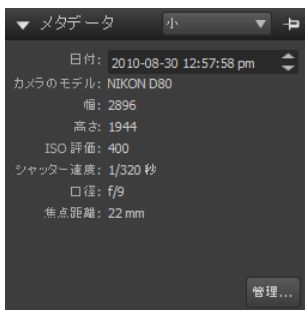 メタデータ 小
日付: 2010-08-30 12:57:58 pm
カメラのモデル: NIKON D80
幅: 2896
高さ: 1944
ISO 評価: 400
シャッター速度: 1/320 秒
口径: f/9
焦点距離: 22 mm
管理...